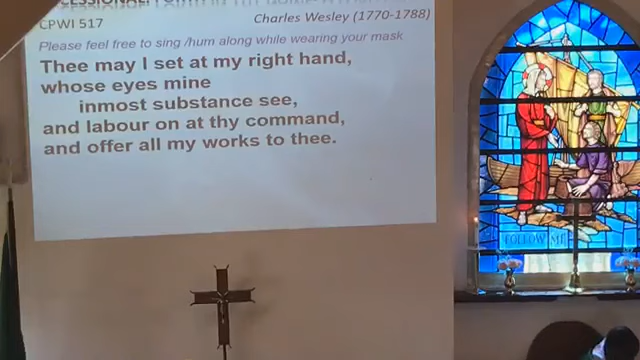 CPWI 517
Charles Wesley (1770-1788)
Please feel free to sing /hum along while wearing your mask
Thee may I set at my right hand,
whose eyes mine
inmost substance see,
and labour on at thy command,
and offer all my works to thee.
FOLLOW ME